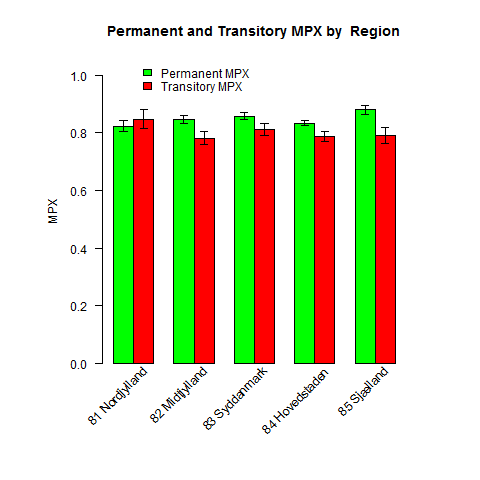 Permanent and Transitory MPX by  Region
Permanent MPX
Transitory MPX
1.0
0.8
0.6
0.4
0.2
0.0
MPX
81 Nordjylland
82 Midtjylland
83 Syddanmark
84 Hovedstaden
85 Sjælland